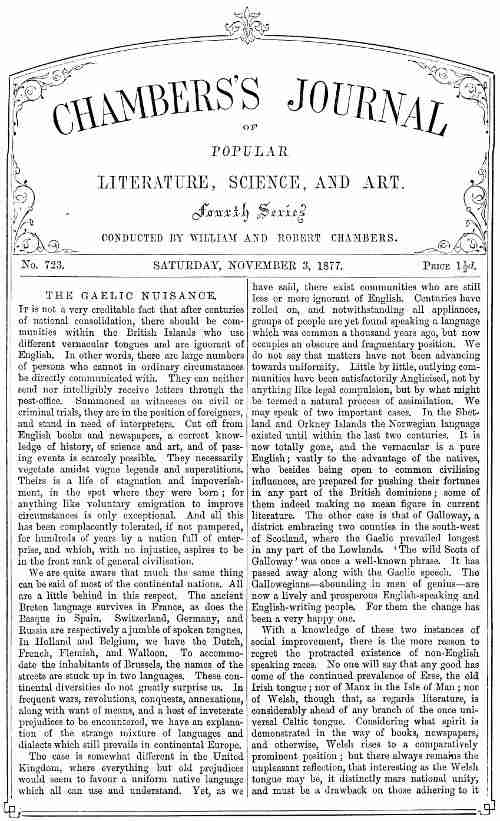 CHAMBERS'S JOURNAL
OF
POPULAR
LITERATURE, SCIENCE, AND ART.
Fourth Series
CONDUCTED BY WILLIAM AND ROBERT CHAMBERS.
No. 723. SATURDAY, NOVEMBER 3, 1877. PRICE 1½d.
THE GAELIC NUISANCE.
IT is not a very creditable fact that after centuries
of national consolidation, there should be com-
munities within the British Islands who use
different vernacular tongues and are ignorant of
English. In other words, there are large numbers
of persons who cannot in ordinary circumstances
be directly communicated with. They can neither
send nor intelligibly receive letters through the
post-office. Summoned as witnesses on civil or
criminal trials, they are in the position of foreigners,
and stand in need of interpreters. Cut off from
English books and newspapers, a correct know-
ledge of history, of science and art, and of pass-
ing events is scarcely possible. They necessarily
vegetate amidst vague legends and superstitions.
Theirs is a life of stagnation and impoverish-
ment, in the spot where they were born; for
anything like voluntary emigration to improve
circumstances is only exceptional. And all this
has been complacently tolerated, if not pampered,
for hundreds of years by a nation full of enter-
prise, and which, with no injustice, aspires to be
in the front rank of general civilisation.
We are quite aware that much the same thing
can be said of most of the continental nations. All
are a little behind in this respect. The ancient
Breton language survives in France, as does the
Basque in Spain. Switzerland, Germany, and
Russia are respectively a jumble of spoken tongues.
In Holland and Belgium, we have the Dutch,
French, Flemish, and Walloon. To accommo-
date the inhabitants of Brussels, the names of the
streets are stuck up in two languages. These con-
tinental diversities do not greatly surprise us. In
frequent wars, revolutions, conquests, annexations,
along with want of means, and a host of inveterate
prejudices to be encountered, we have an explana-
tion of the strange mixture of languages and
dialects which still prevails in continental Europe.
The case is somewhat different in the United
Kingdom, where everything but old prejudices
would seem to favour a uniform native language
which all can use and understand. Yet, as we
have said, there exist communities who are still
less or more ignorant of English. Centuries have
rolled on, and notwithstanding all appliances,
groups of people are yet found speaking a language
which was common a thousand years ago, but now
occupies an obscure and fragmentary position. We
do not say that matters have not been advancing
towards uniformity. Little by little, outlying com-
munities have been satisfactorily Anglicised, not by
anything like legal compulsion, but by what might
be termed a natural process of assimilation. We
may speak of two important cases. In the Shet-
land and Orkney Islands the Norwegian language
existed until within the last two centuries. It is
now totally gone, and the vernacular is a pure
English; vastly to the advantage of the natives,
who besides being open to common civilising
influences, are prepared for pushing their fortunes
in any part of the British dominions; some of
them indeed making no mean figure in current
literature. The other case is that of Galloway, a
district embracing two counties in the south-west
of Scotland, where the Gaelic prevailed longest
in any part of the Lowlands. 'The wild Scots of
Galloway' was once a well-known phrase. It has
passed away along with the Gaelic speech. The
Gallowegians—abounding in men of genius—are
now a lively and prosperous English-speaking and
English-writing people. For them the change has
been a very happy one.
With a knowledge of these two instances of
social improvement, there is the more reason to
regret the protracted existence of non-English
speaking races. No one will say that any good has
come of the continued prevalence of Erse, the old
Irish tongue; nor of Manx in the Isle of Man; nor
of Welsh, though that, as regards literature, is
considerably ahead of any branch of the once uni-
versal Celtic tongue. Considering what spirit is
demonstrated in the way of books, newspapers,
and otherwise, Welsh rises to a comparatively
prominent position; but there always remains the
unpleasant reflection, that interesting as the Welsh
tongue may be, it distinctly mars national unity,
and must be a drawback on those adhering to it